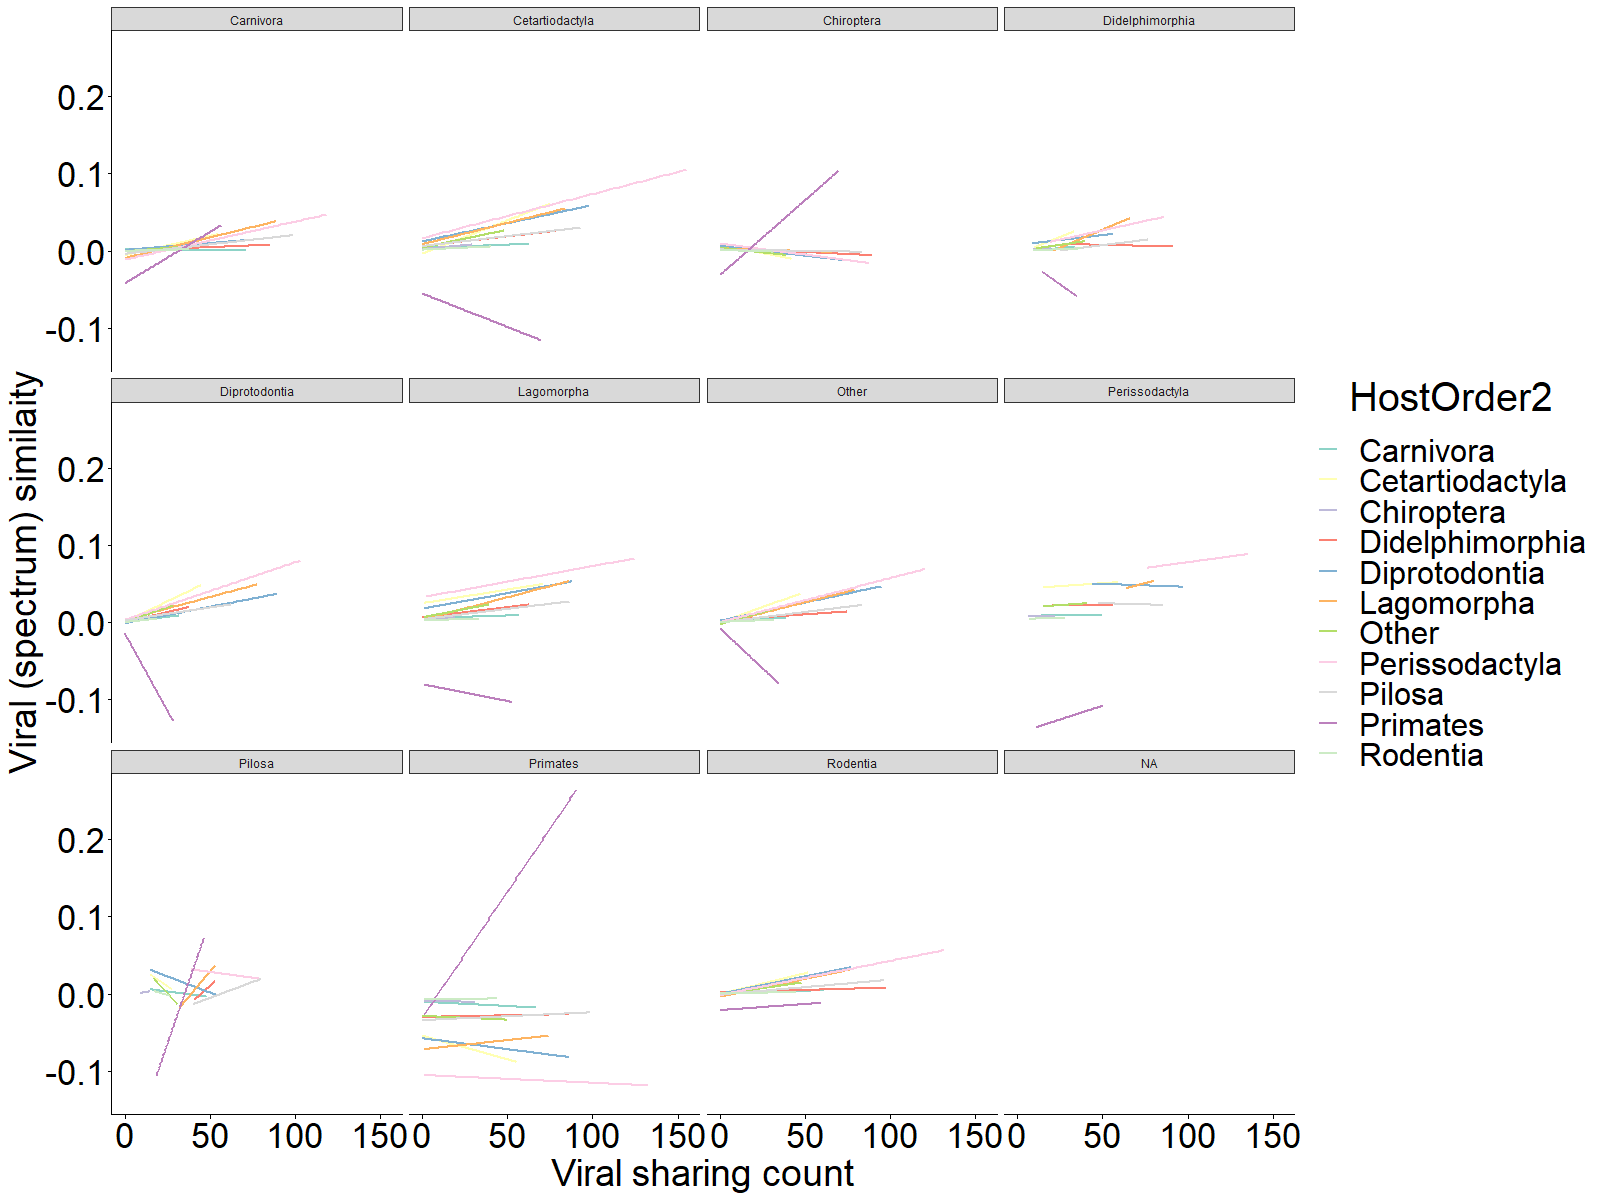 Carnivora Cetartiodactyla Chiroptera Didelphimorphia
0.2
0.1
0.0
-0.1
Diprotodontia Lagomorpha Other Perissodactyla
0.2
0.1
0.0
-0.1
Pilosa Primates Rodentia NA
0.2
0.1
0.0
-0.1
0 50 100 150 0 50 100 150 0 50 100 150 0 50 100 150
Viral sharing count
Viral (spectrum) similaity
HostOrder2
Carnivora
Cetartiodactyla
Chiroptera
Didelphimorphia
Diprotodontia
Lagomorpha
Other
Perissodactyla
Pilosa
Primates
Rodentia